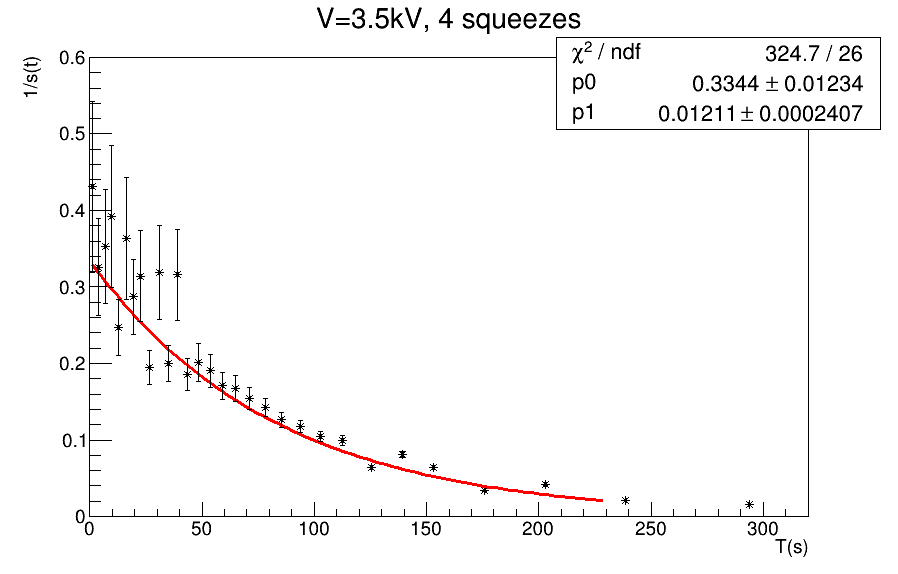 V=3.5kV, 4 squeezes
χ² / ndf 324.7 / 26
p0 0.3344 ± 0.01234
p1 0.01211 ± 0.0002407
1/s(t)
0.6
0.5
0.4
0.3
0.2
0.1
0
0 50 100 150 200 250 300
T(s)